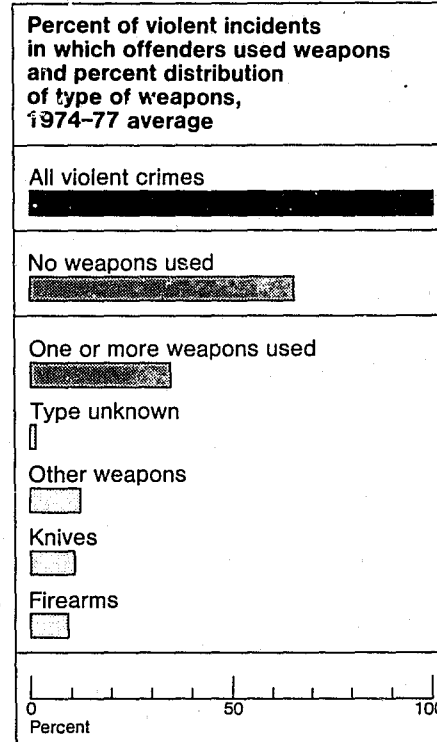 Percent of violent incidents
in which offenders used weapons
and percent distribution
of type of weapons,
1974–77 average
All violent crimes
No weapons used
One or more weapons used
Type unknown
Other weapons
Knives
Firearms
0 50 100
Percent